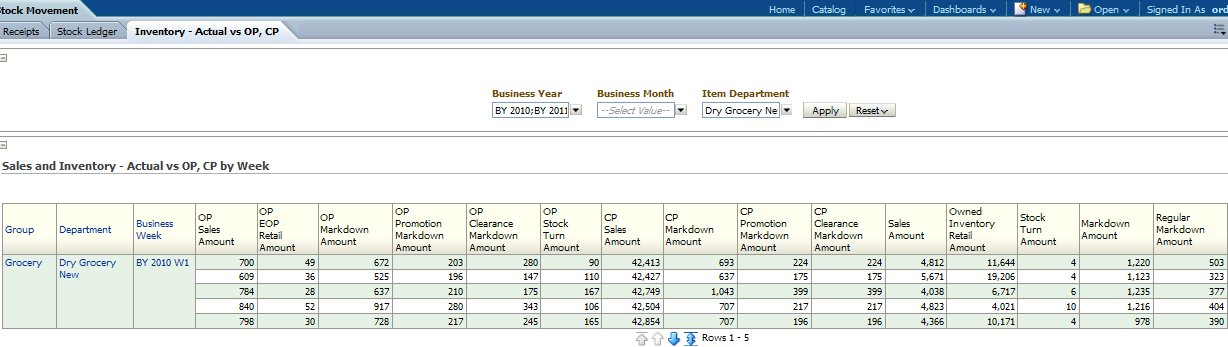 Stock Movement Home Catalog Favorites Dashboards New Open Signed In As ord
Receipts Stock Ledger Inventory - Actual vs OP, CP
Business Year Business Month Item Department
BY 2010;BY 2011 --Select Value-- Dry Grocery Ne Apply Reset
Sales and Inventory - Actual vs OP, CP by Week
Group Department Business Week OP Sales Amount OP EOP Retail Amount OP Markdown Amount OP Promotion Markdown Amount OP Clearance Markdown Amount OP Stock Turn Amount CP Sales Amount CP Markdown Amount CP Promotion Markdown Amount CP Clearance Markdown Amount Sales Amount Owned Inventory Retail Amount Stock Turn Amount Markdown Amount Regular Markdown Amount
Grocery Dry Grocery New BY 2010 W1 700 49 672 203 280 90 42,413 693 224 224 4,812 11,644 4 1,220 503
609 36 525 196 147 110 42,427 637 175 175 5,671 19,206 4 1,123 323
784 28 637 210 175 167 42,749 1,043 399 399 4,038 6,717 6 1,235 377
840 52 917 280 343 106 42,504 707 217 217 4,823 4,021 10 1,216 404
798 30 728 217 245 165 42,854 707 196 196 4,366 10,171 4 978 390
Rows 1 - 5